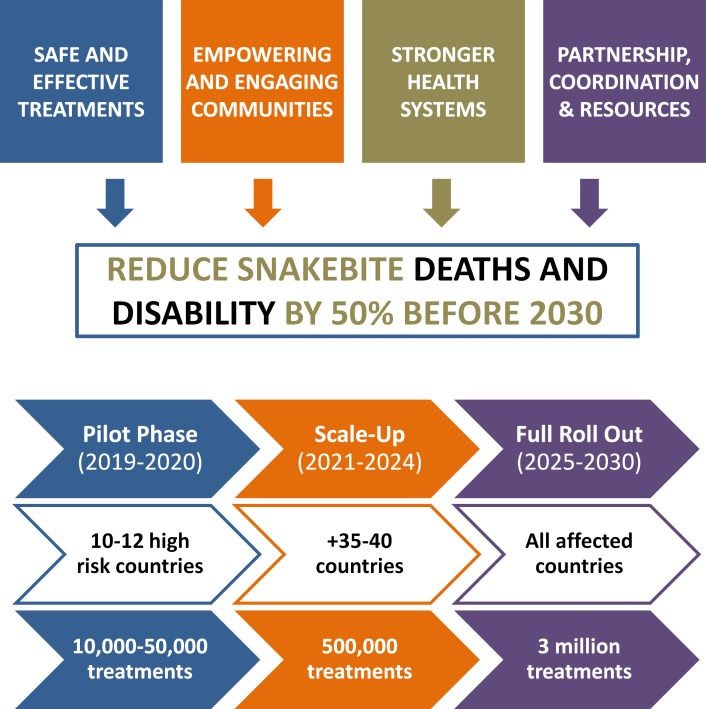 SAFE AND
EFFECTIVE
TREATMENTS
EMPOWERING
AND ENGAGING
COMMUNITIES
STRONGER
HEALTH
SYSTEMS
PARTNERSHIP,
COORDINATION
& RESOURCES
REDUCE SNAKEBITE DEATHS AND
DISABILITY BY 50% BEFORE 2030
Pilot Phase
(2019-2020)
Scale-Up
(2021-2024)
Full Roll Out
(2025-2030)
10-12 high
risk countries
+35-40
countries
All affected
countries
10,000-50,000
treatments
500,000
treatments
3 million
treatments